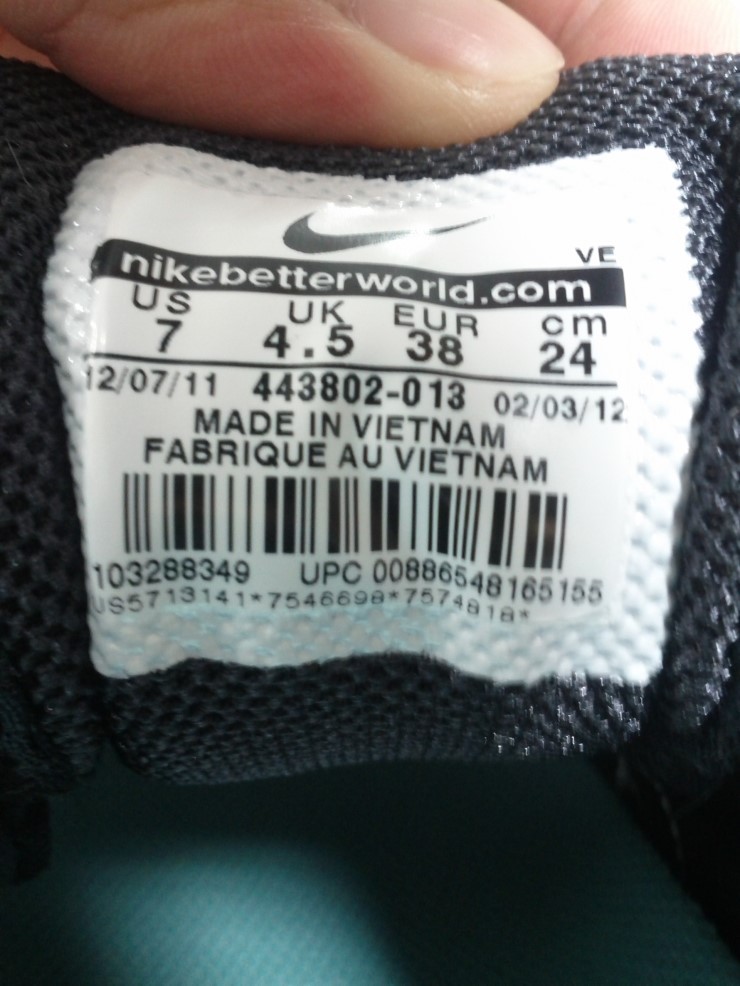 VE
nikebetterworld.com
US UK EUR cm
7 4.5 38 24
12/07/11 443802-013 02/03/12
MADE IN VIETNAM
FABRIQUE AU VIETNAM
103288349 UPC 00886548165155
US5713141*7546698*7574818*